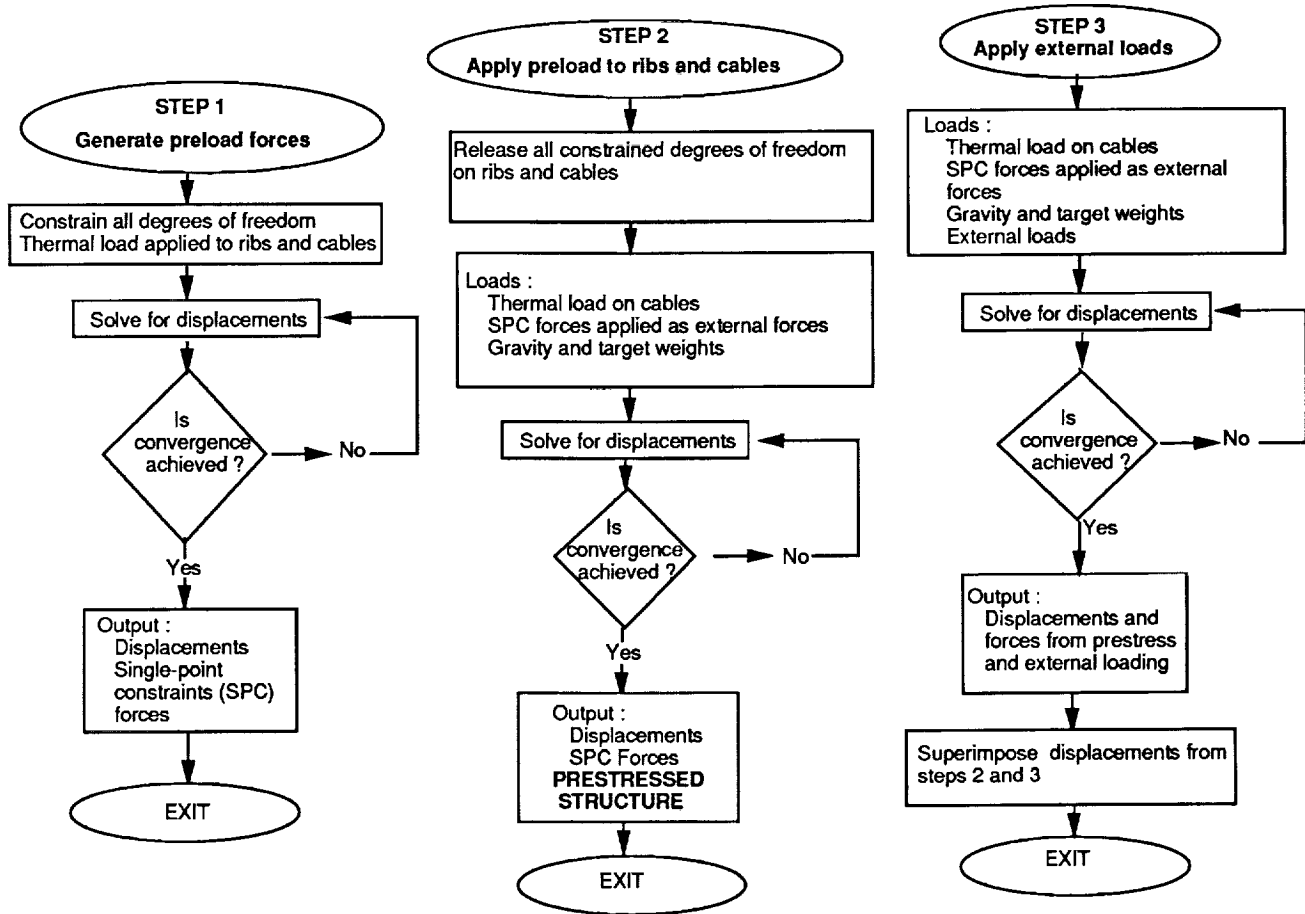 STEP 1
Generate preload forces
Constrain all degrees of freedom
Thermal load applied to ribs and cables
Solve for displacements
Is
convergence
achieved ?
No
Yes
Output :
Displacements
Single-point
constraints (SPC)
forces
EXIT
STEP 2
Apply preload to ribs and cables
Release all constrained degrees of freedom
on ribs and cables
Loads :
Thermal load on cables
SPC forces applied as external forces
Gravity and target weights
Solve for displacements
Is
convergence
achieved ?
No
Yes
Output :
Displacements
SPC Forces
PRESTRESSED
STRUCTURE
EXIT
STEP 3
Apply external loads
Loads :
Thermal load on cables
SPC forces applied as external
forces
Gravity and target weights
External loads
Solve for displacements
Is
convergence
achieved ?
No
Yes
Output :
Displacements and
forces from prestress
and external loading
Superimpose displacements from
steps 2 and 3
EXIT